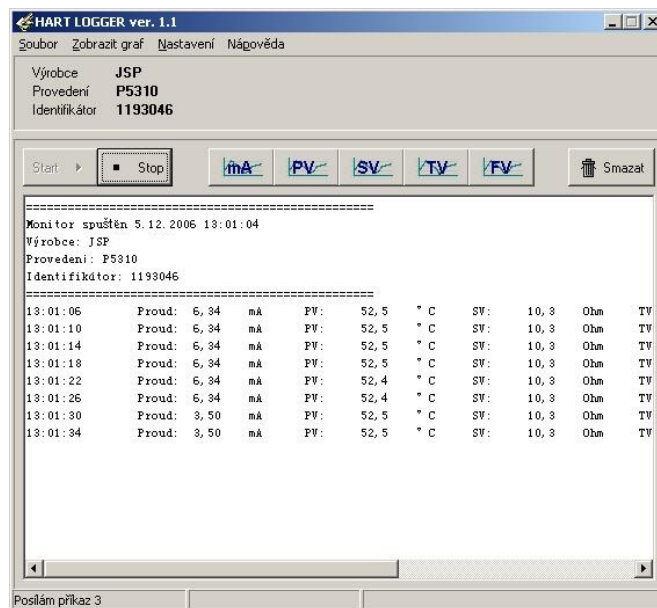 HART LOGGER ver. 1.1
Soubor Zobrazit graf Nastavení Nápověda
Výrobce JSP
Provedení P5310
Identifikátor 1193046
Start Stop mA PV SV TV FV Smazat
==================================================
Monitor spuštěn 5.12.2006 13:01:04
Výrobce: JSP
Provedeni: P5310
Identifikátor: 1193046
==================================================
13:01:06 Proud: 6,34 mA PV: 52,5 ° C SV: 10,3 Ohm TV
13:01:10 Proud: 6,34 mA PV: 52,5 ° C SV: 10,3 Ohm TV
13:01:14 Proud: 6,34 mA PV: 52,5 ° C SV: 10,3 Ohm TV
13:01:18 Proud: 6,34 mA PV: 52,5 ° C SV: 10,3 Ohm TV
13:01:22 Proud: 6,34 mA PV: 52,4 ° C SV: 10,3 Ohm TV
13:01:26 Proud: 6,34 mA PV: 52,4 ° C SV: 10,3 Ohm TV
13:01:30 Proud: 3,50 mA PV: 52,5 ° C SV: 10,3 Ohm TV
13:01:34 Proud: 3,50 mA PV: 52,5 ° C SV: 10,3 Ohm TV
Posílám příkaz 3